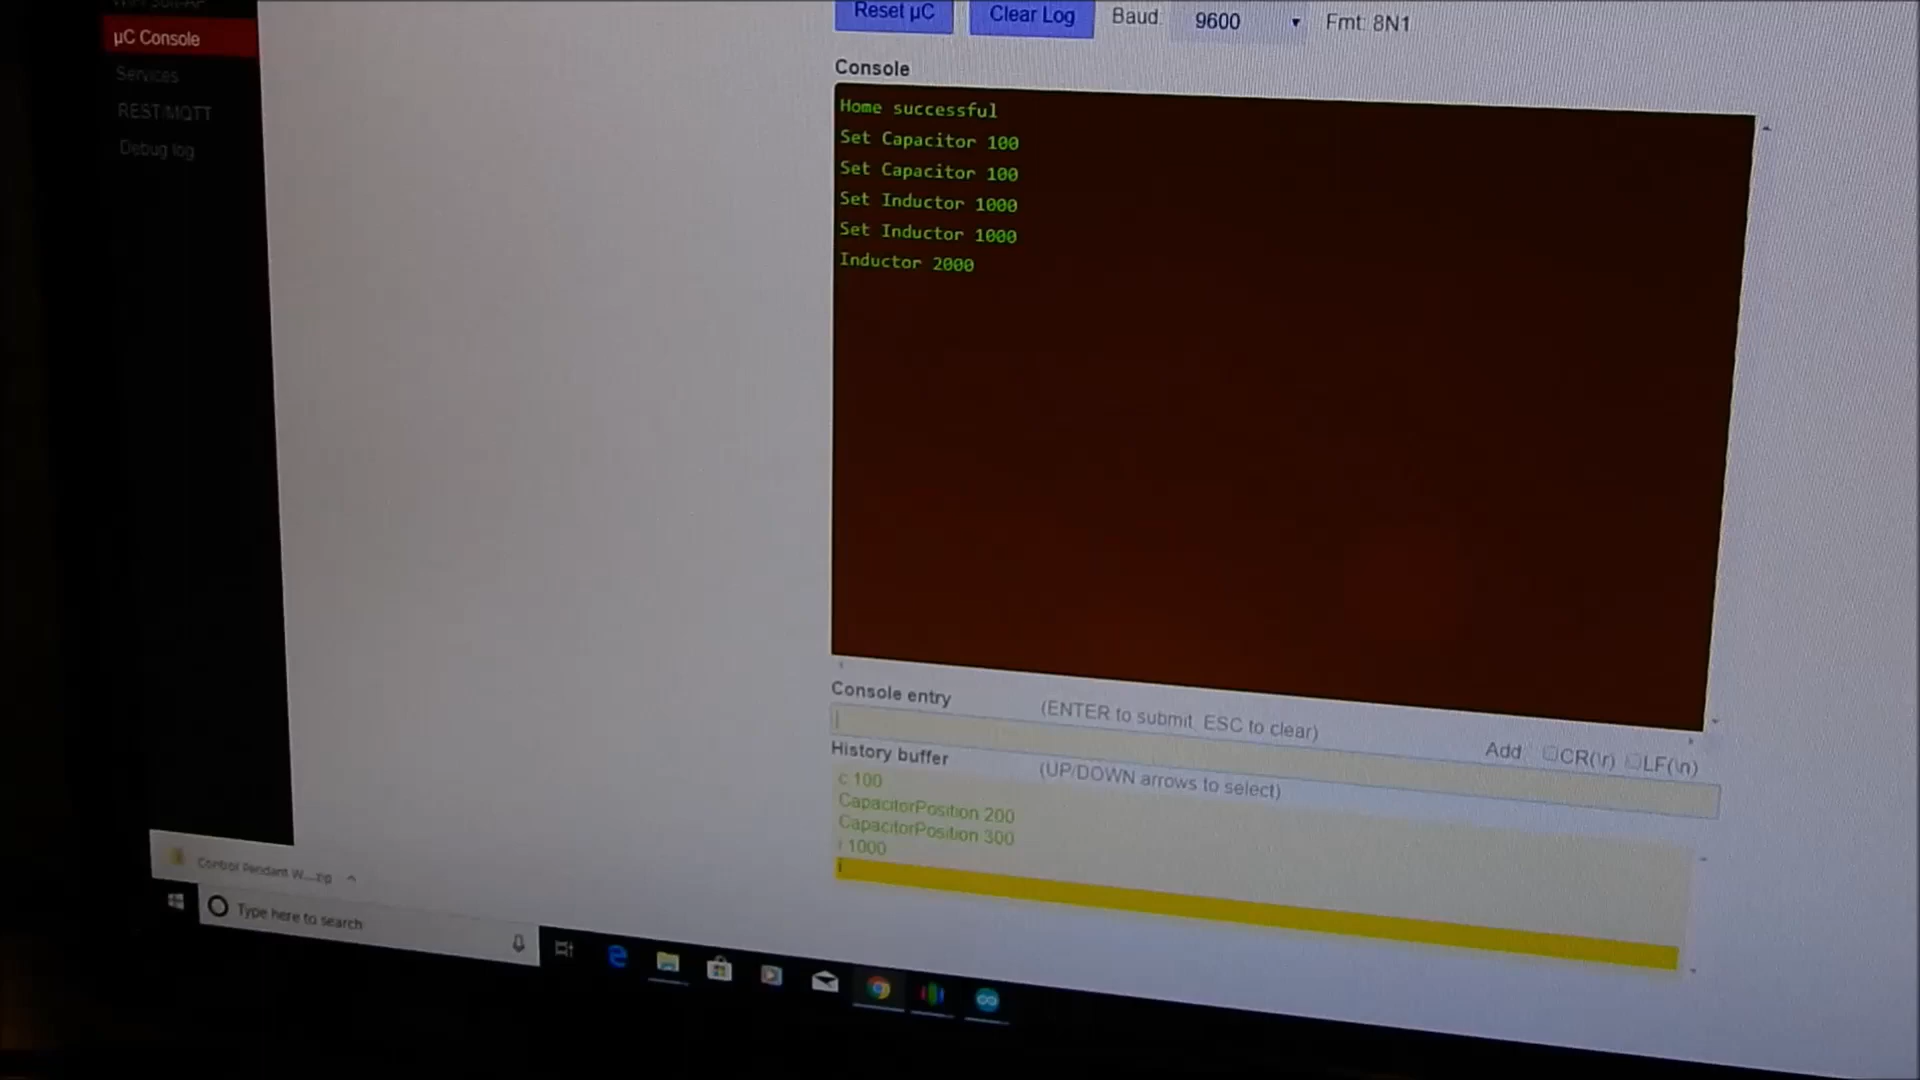 µC Console
Services
REST/MQTT
Debug log
Reset µC
Clear Log
Baud
9600
Fmt: 8N1
Console
Home successful
Set Capacitor 100
Set Capacitor 100
Set Inductor 1000
Set Inductor 1000
Inductor 2000
Console entry
(ENTER to submit, ESC to clear)
Add
CR(\r)
LF(\n)
History buffer
(UP/DOWN arrows to select)
c 100
CapacitorPosition 200
CapacitorPosition 300
i 1000
i
Control Pendant W....zip
Type here to search